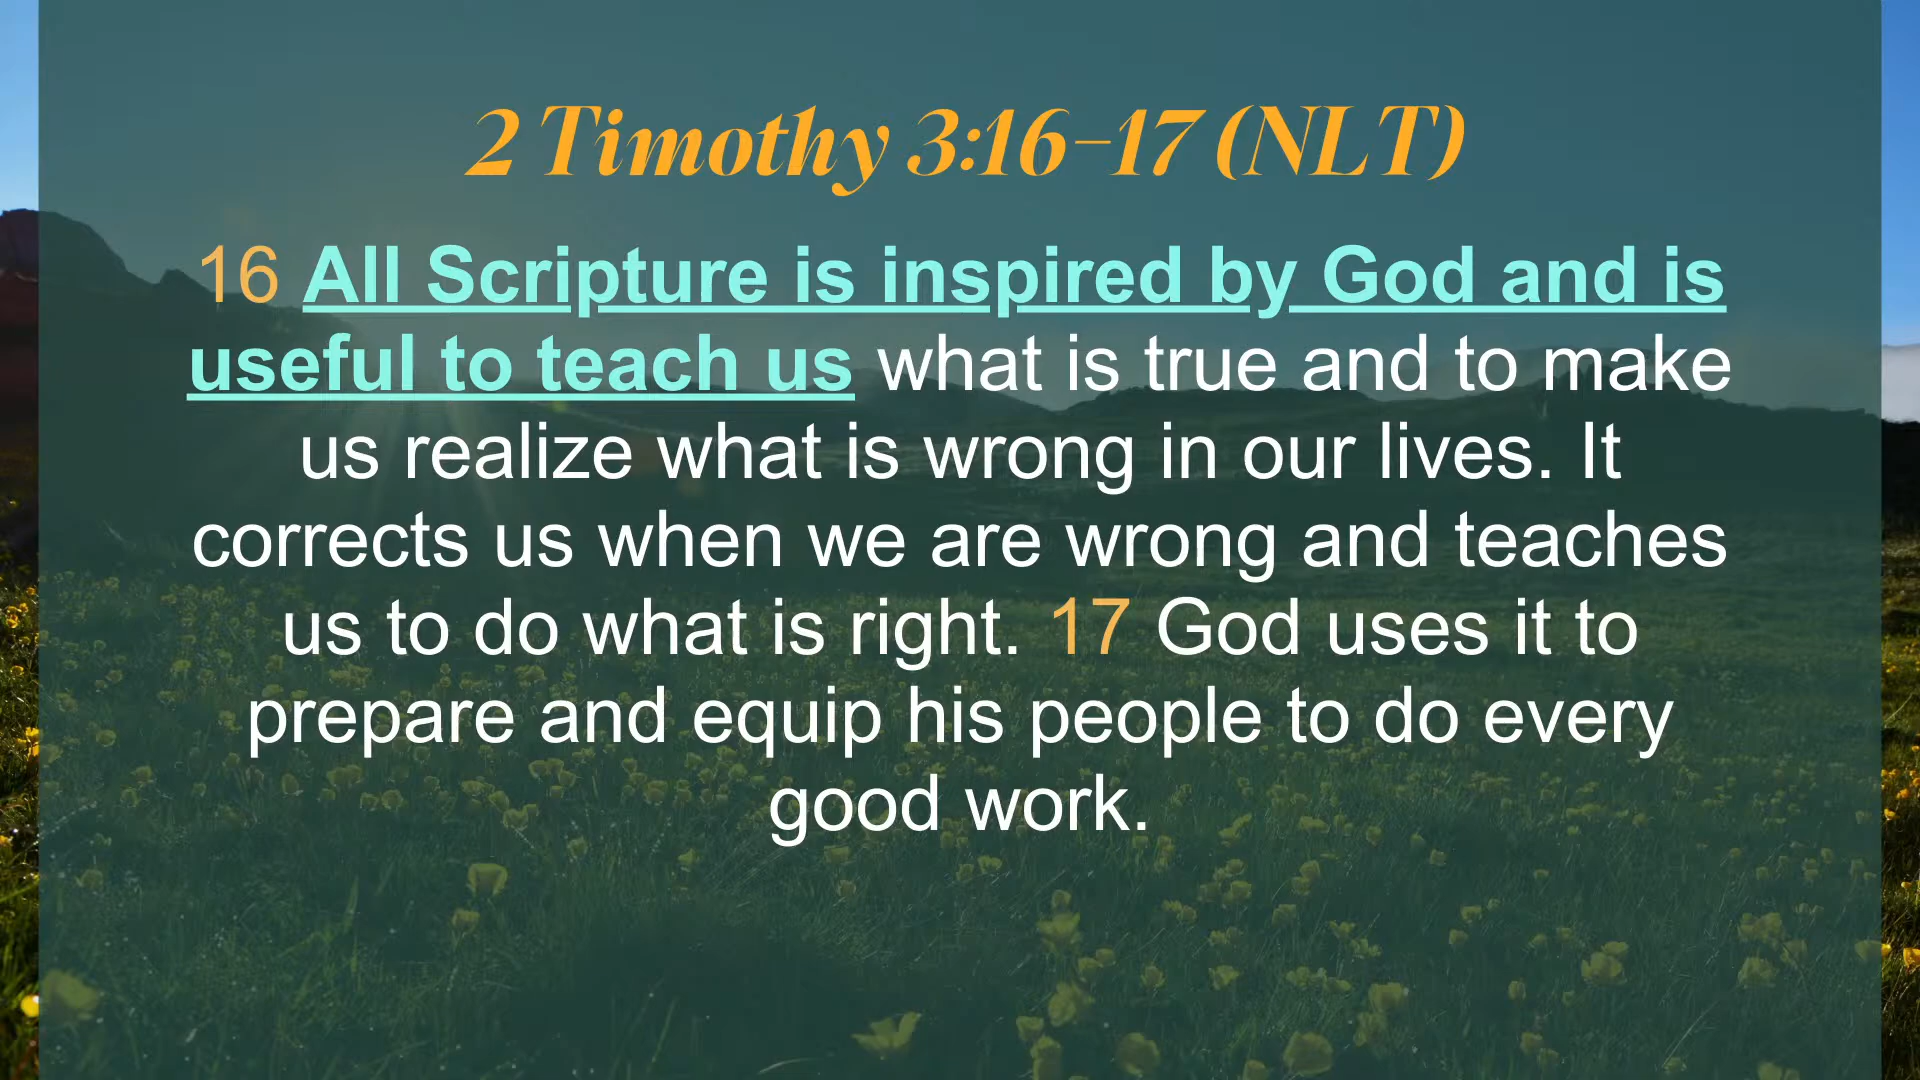 2 Timothy 3:16–17 (NLT)
16 All Scripture is inspired by God and is
useful to teach us what is true and to make
us realize what is wrong in our lives. It
corrects us when we are wrong and teaches
us to do what is right. 17 God uses it to
prepare and equip his people to do every
good work.